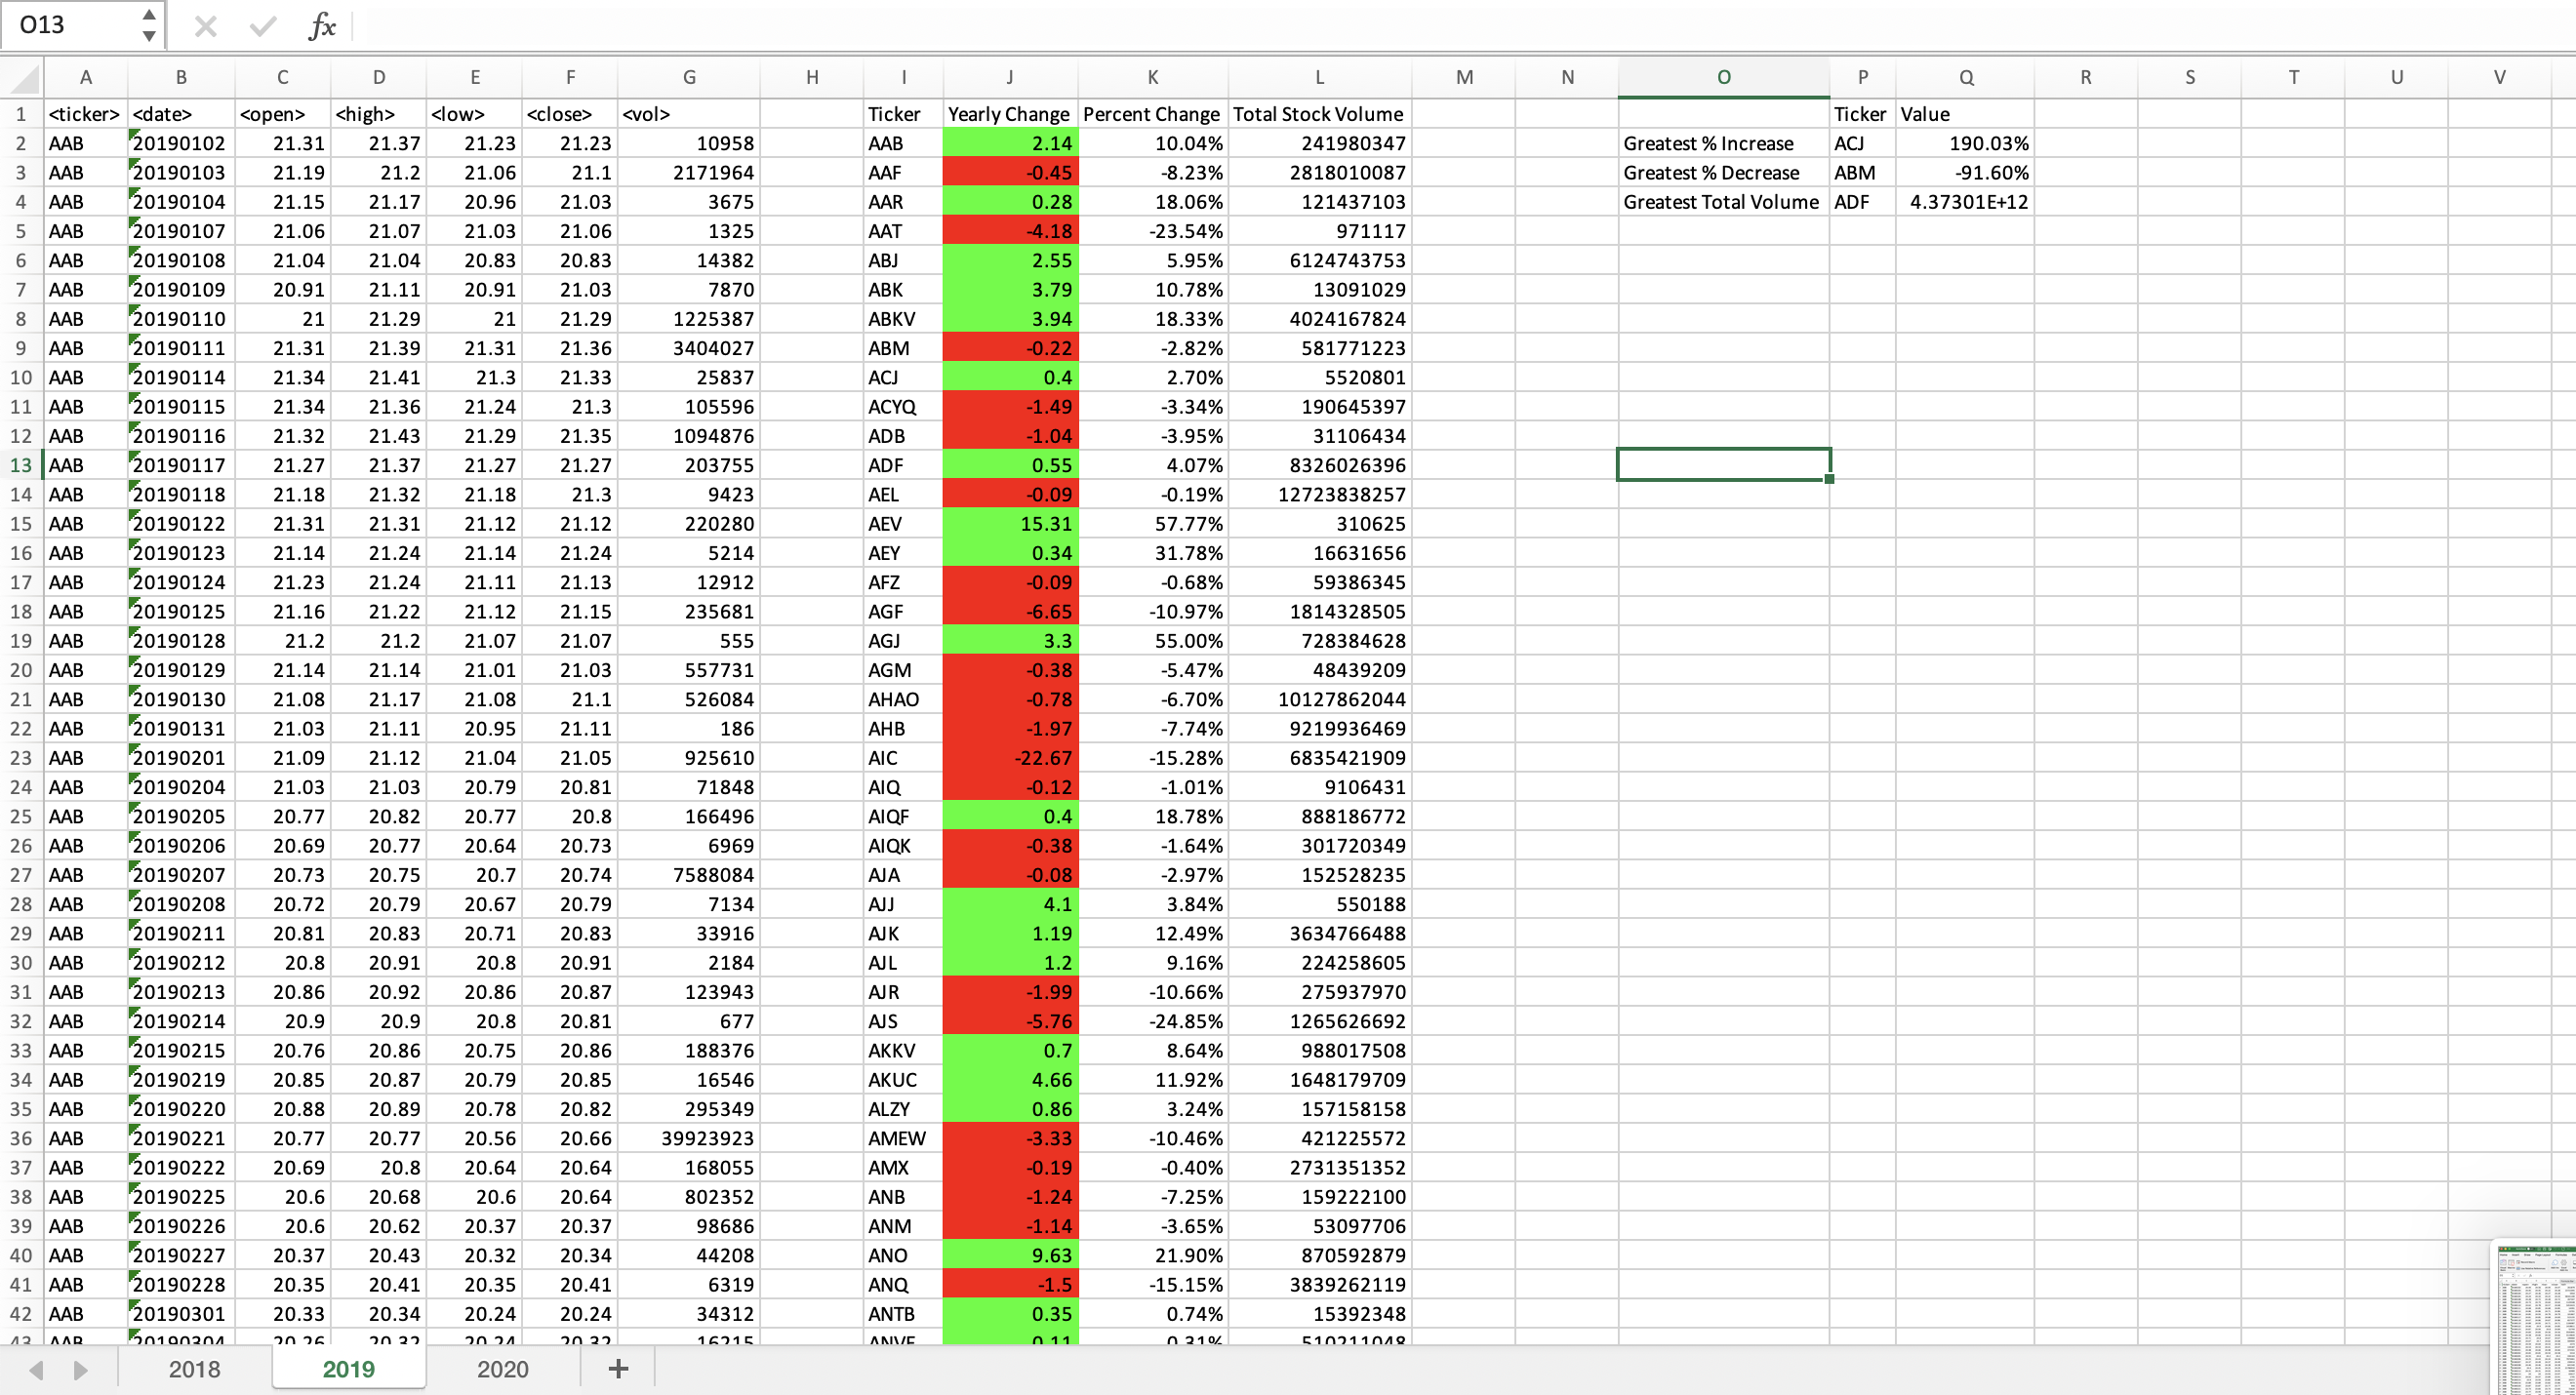 O13 fx
A B C D E F G H I J K L M N O P Q R S T U V
1 <ticker> <date> <open> <high> <low> <close> <vol> Ticker Yearly Change Percent Change Total Stock Volume Ticker Value
2 AAB 20190102 21.31 21.37 21.23 21.23 10958 AAB 2.14 10.04% 241980347 Greatest % Increase ACJ 190.03%
3 AAB 20190103 21.19 21.2 21.06 21.1 2171964 AAF -0.45 -8.23% 2818010087 Greatest % Decrease ABM -91.60%
4 AAB 20190104 21.15 21.17 20.96 21.03 3675 AAR 0.28 18.06% 121437103 Greatest Total Volume ADF 4.37301E+12
5 AAB 20190107 21.06 21.07 21.03 21.06 1325 AAT -4.18 -23.54% 971117
6 AAB 20190108 21.04 21.04 20.83 20.83 14382 ABJ 2.55 5.95% 6124743753
7 AAB 20190109 20.91 21.11 20.91 21.03 7870 ABK 3.79 10.78% 13091029
8 AAB 20190110 21 21.29 21 21.29 1225387 ABKV 3.94 18.33% 4024167824
9 AAB 20190111 21.31 21.39 21.31 21.36 3404027 ABM -0.22 -2.82% 581771223
10 AAB 20190114 21.34 21.41 21.3 21.33 25837 ACJ 0.4 2.70% 5520801
11 AAB 20190115 21.34 21.36 21.24 21.3 105596 ACYQ -1.49 -3.34% 190645397
12 AAB 20190116 21.32 21.43 21.29 21.35 1094876 ADB -1.04 -3.95% 31106434
13 AAB 20190117 21.27 21.37 21.27 21.27 203755 ADF 0.55 4.07% 8326026396
14 AAB 20190118 21.18 21.32 21.18 21.3 9423 AEL -0.09 -0.19% 12723838257
15 AAB 20190122 21.31 21.31 21.12 21.12 220280 AEV 15.31 57.77% 310625
16 AAB 20190123 21.14 21.24 21.14 21.24 5214 AEY 0.34 31.78% 16631656
17 AAB 20190124 21.23 21.24 21.11 21.13 12912 AFZ -0.09 -0.68% 59386345
18 AAB 20190125 21.16 21.22 21.12 21.15 235681 AGF -6.65 -10.97% 1814328505
19 AAB 20190128 21.2 21.2 21.07 21.07 555 AGJ 3.3 55.00% 728384628
20 AAB 20190129 21.14 21.14 21.01 21.03 557731 AGM -0.38 -5.47% 48439209
21 AAB 20190130 21.08 21.17 21.08 21.1 526084 AHAO -0.78 -6.70% 10127862044
22 AAB 20190131 21.03 21.11 20.95 21.11 186 AHB -1.97 -7.74% 9219936469
23 AAB 20190201 21.09 21.12 21.04 21.05 925610 AIC -22.67 -15.28% 6835421909
24 AAB 20190204 21.03 21.03 20.79 20.81 71848 AIQ -0.12 -1.01% 9106431
25 AAB 20190205 20.77 20.82 20.77 20.8 166496 AIQF 0.4 18.78% 888186772
26 AAB 20190206 20.69 20.77 20.64 20.73 6969 AIQK -0.38 -1.64% 301720349
27 AAB 20190207 20.73 20.75 20.7 20.74 7588084 AJA -0.08 -2.97% 152528235
28 AAB 20190208 20.72 20.79 20.67 20.79 7134 AJJ 4.1 3.84% 550188
29 AAB 20190211 20.81 20.83 20.71 20.83 33916 AJK 1.19 12.49% 3634766488
30 AAB 20190212 20.8 20.91 20.8 20.91 2184 AJL 1.2 9.16% 224258605
31 AAB 20190213 20.86 20.92 20.86 20.87 123943 AJR -1.99 -10.66% 275937970
32 AAB 20190214 20.9 20.9 20.8 20.81 677 AJS -5.76 -24.85% 1265626692
33 AAB 20190215 20.76 20.86 20.75 20.86 188376 AKKV 0.7 8.64% 988017508
34 AAB 20190219 20.85 20.87 20.79 20.85 16546 AKUC 4.66 11.92% 1648179709
35 AAB 20190220 20.88 20.89 20.78 20.82 295349 ALZY 0.86 3.24% 157158158
36 AAB 20190221 20.77 20.77 20.56 20.66 39923923 AMEW -3.33 -10.46% 421225572
37 AAB 20190222 20.69 20.8 20.64 20.64 168055 AMX -0.19 -0.40% 2731351352
38 AAB 20190225 20.6 20.68 20.6 20.64 802352 ANB -1.24 -7.25% 159222100
39 AAB 20190226 20.6 20.62 20.37 20.37 98686 ANM -1.14 -3.65% 53097706
40 AAB 20190227 20.37 20.43 20.32 20.34 44208 ANO 9.63 21.90% 870592879
41 AAB 20190228 20.35 20.41 20.35 20.41 6319 ANQ -1.5 -15.15% 3839262119
42 AAB 20190301 20.33 20.34 20.24 20.24 34312 ANTB 0.35 0.74% 15392348
43 AAB 20190304 20.26 20.32 20.24 20.32 16215 0.11 0.31% 510211048
2018 2019 2020 +